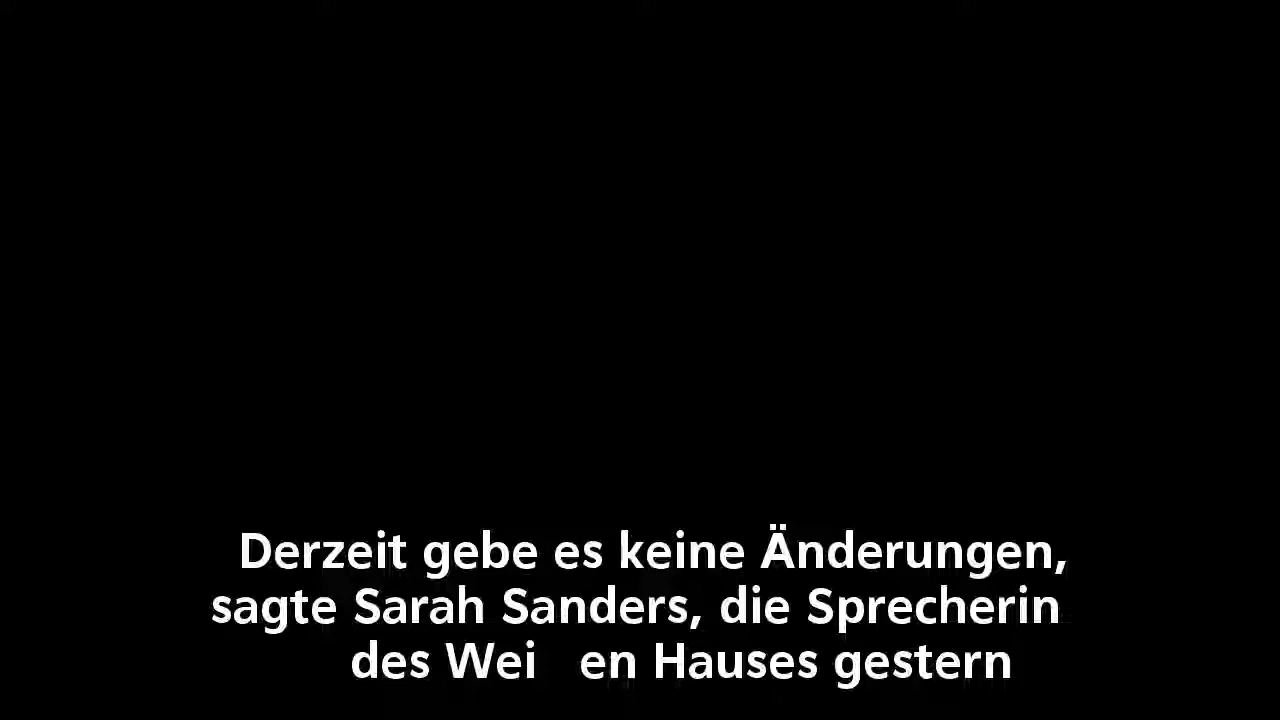 Derzeit gebe es keine Änderungen,
sagte Sarah Sanders, die Sprecherin
des Wei en Hauses gestern